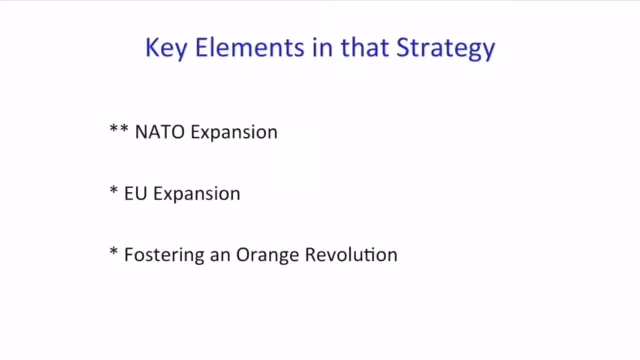 Key Elements in that Strategy
** NATO Expansion
* EU Expansion
* Fostering an Orange Revolution